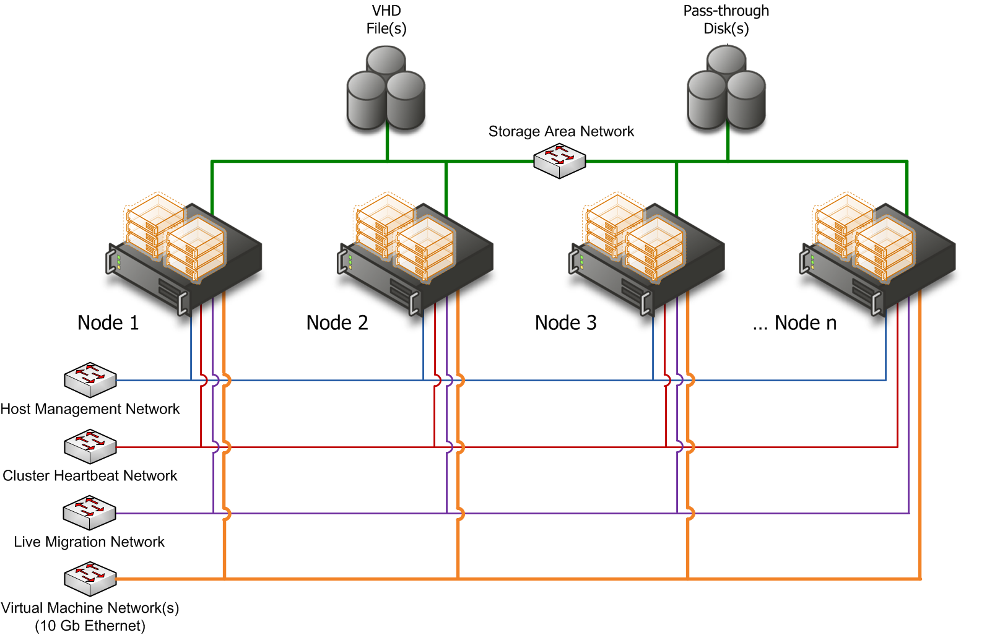 VHD
File(s)
Pass-through
Disk(s)
Storage Area Network
Node 1
Node 2
Node 3
... Node n
Host Management Network
Cluster Heartbeat Network
Live Migration Network
Virtual Machine Network(s)
(10 Gb Ethernet)